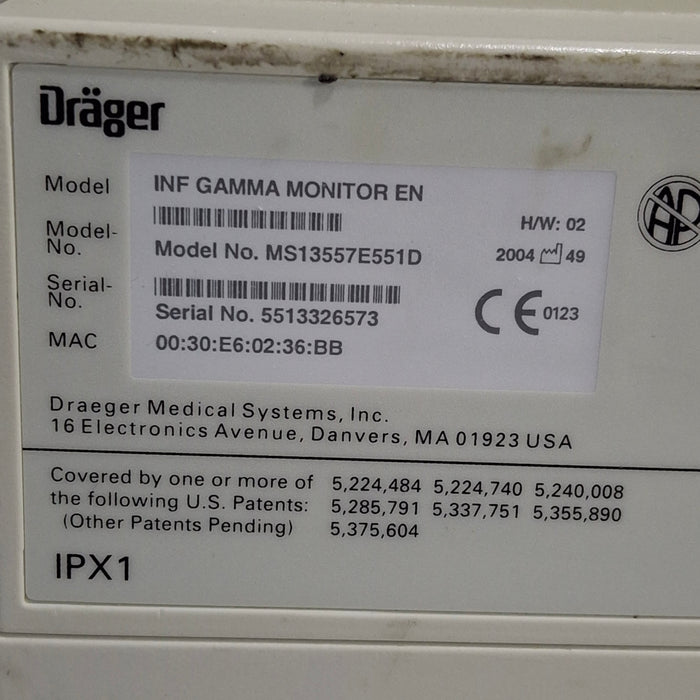 Dräger
Model INF GAMMA MONITOR EN
H/W: 02
Model-
No. Model No. MS13557E551D
2004 49
Serial-
No. Serial No. 5513326573
CE 0123
MAC 00:30:E6:02:36:BB
AP
Draeger Medical Systems, Inc.
16 Electronics Avenue, Danvers, MA 01923 USA
Covered by one or more of 5,224,484 5,224,740 5,240,008
the following U.S. Patents: 5,285,791 5,337,751 5,355,890
(Other Patents Pending) 5,375,604
IPX1